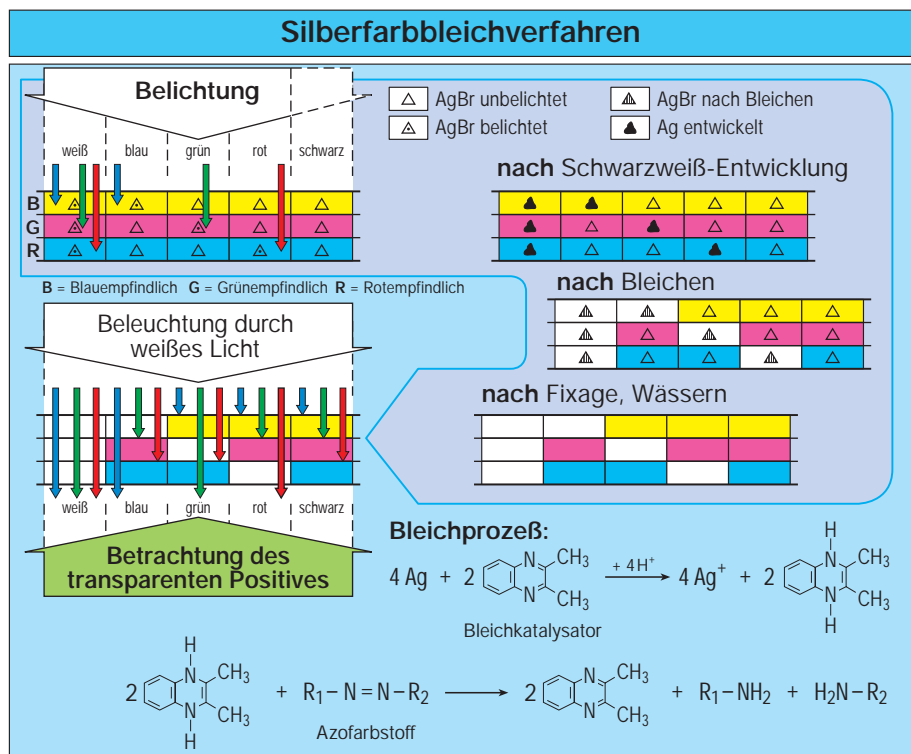 Silberfarbbleichverfahren
Belichtung
weiß blau grün rot schwarz
B
G
R
B = Blauempfindlich G = Grünempfindlich R = Rotempfindlich
AgBr unbelichtet
AgBr belichtet
AgBr nach Bleichen
Ag entwickelt
nach Schwarzweiß-Entwicklung
nach Bleichen
nach Fixage, Wässern
Beleuchtung durch
weißes Licht
weiß blau grün rot schwarz
Betrachtung des
transparenten Positives
Bleichprozeß:
4 Ag + 2 N N CH3 CH3 + 4 H+ 4 Ag+ + 2 H N N H CH3 CH3
Bleichkatalysator
2 H N N H CH3 CH3 + R1–N=N–R2 2 N N CH3 CH3 + R1–NH2 + H2N–R2
Azofarbstoff